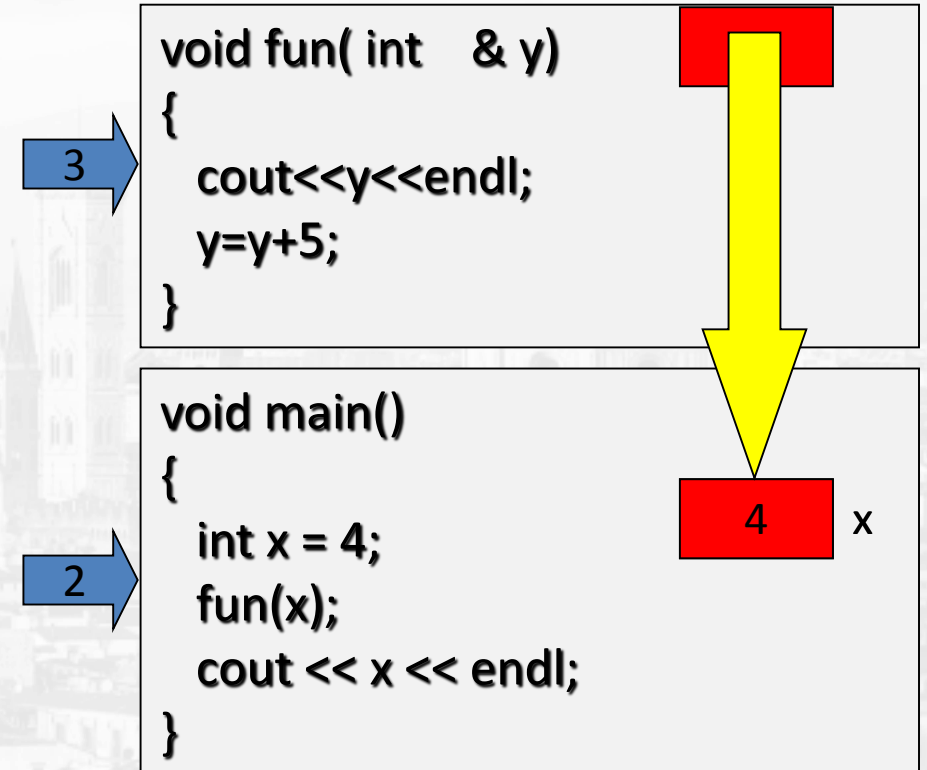 void fun( int   & y)
{
3
cout<<y<<endl;
y=y+5;
}
void main()
{
int x = 4;
4 x
2
fun(x);
cout << x << endl;
}